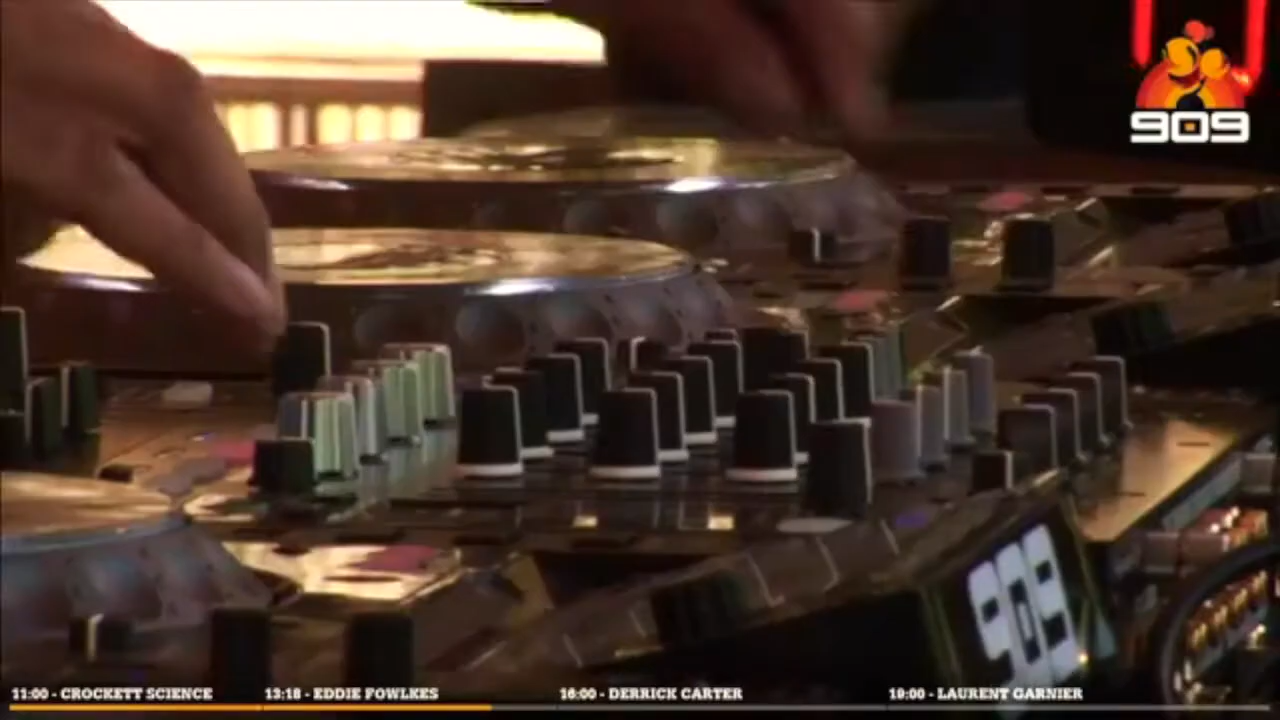 909
909
11:00 - CROCKETT SCIENCE
13:18 - EDDIE FOWLKES
16:00 - DERRICK CARTER
19:00 - LAURENT GARNIER